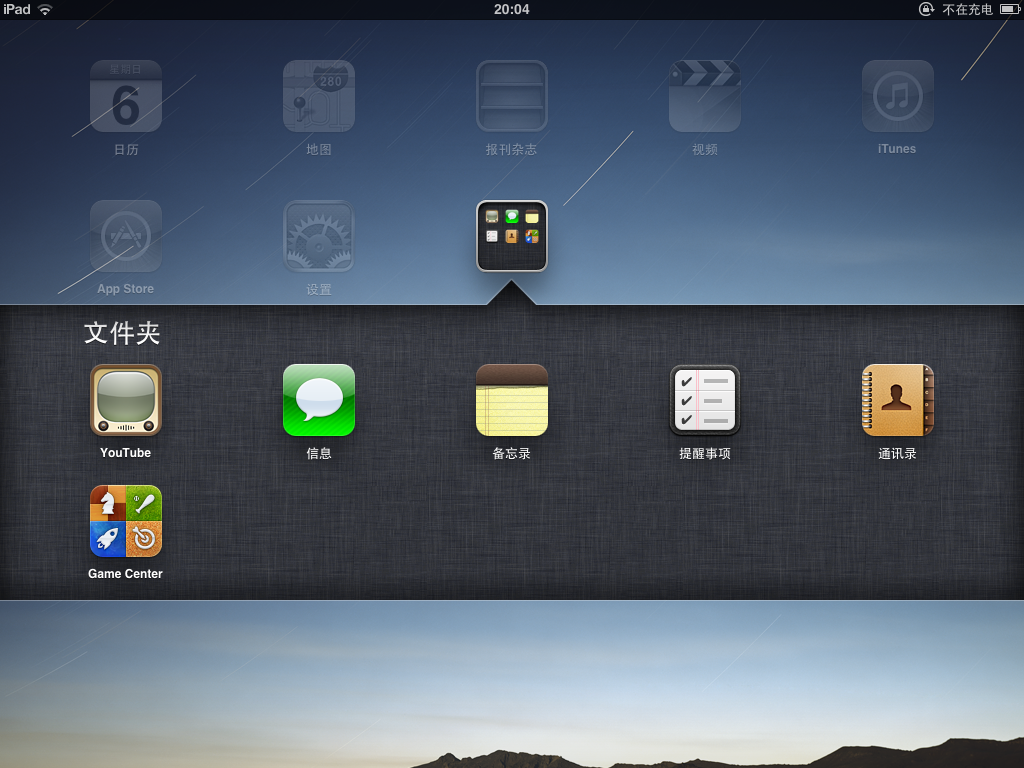 iPad 20:04 不在充电
星期日
6
280
日历 地图 报刊杂志 视频 iTunes
App Store 设置
文件夹
YouTube 信息 备忘录 提醒事项 通讯录
Game Center